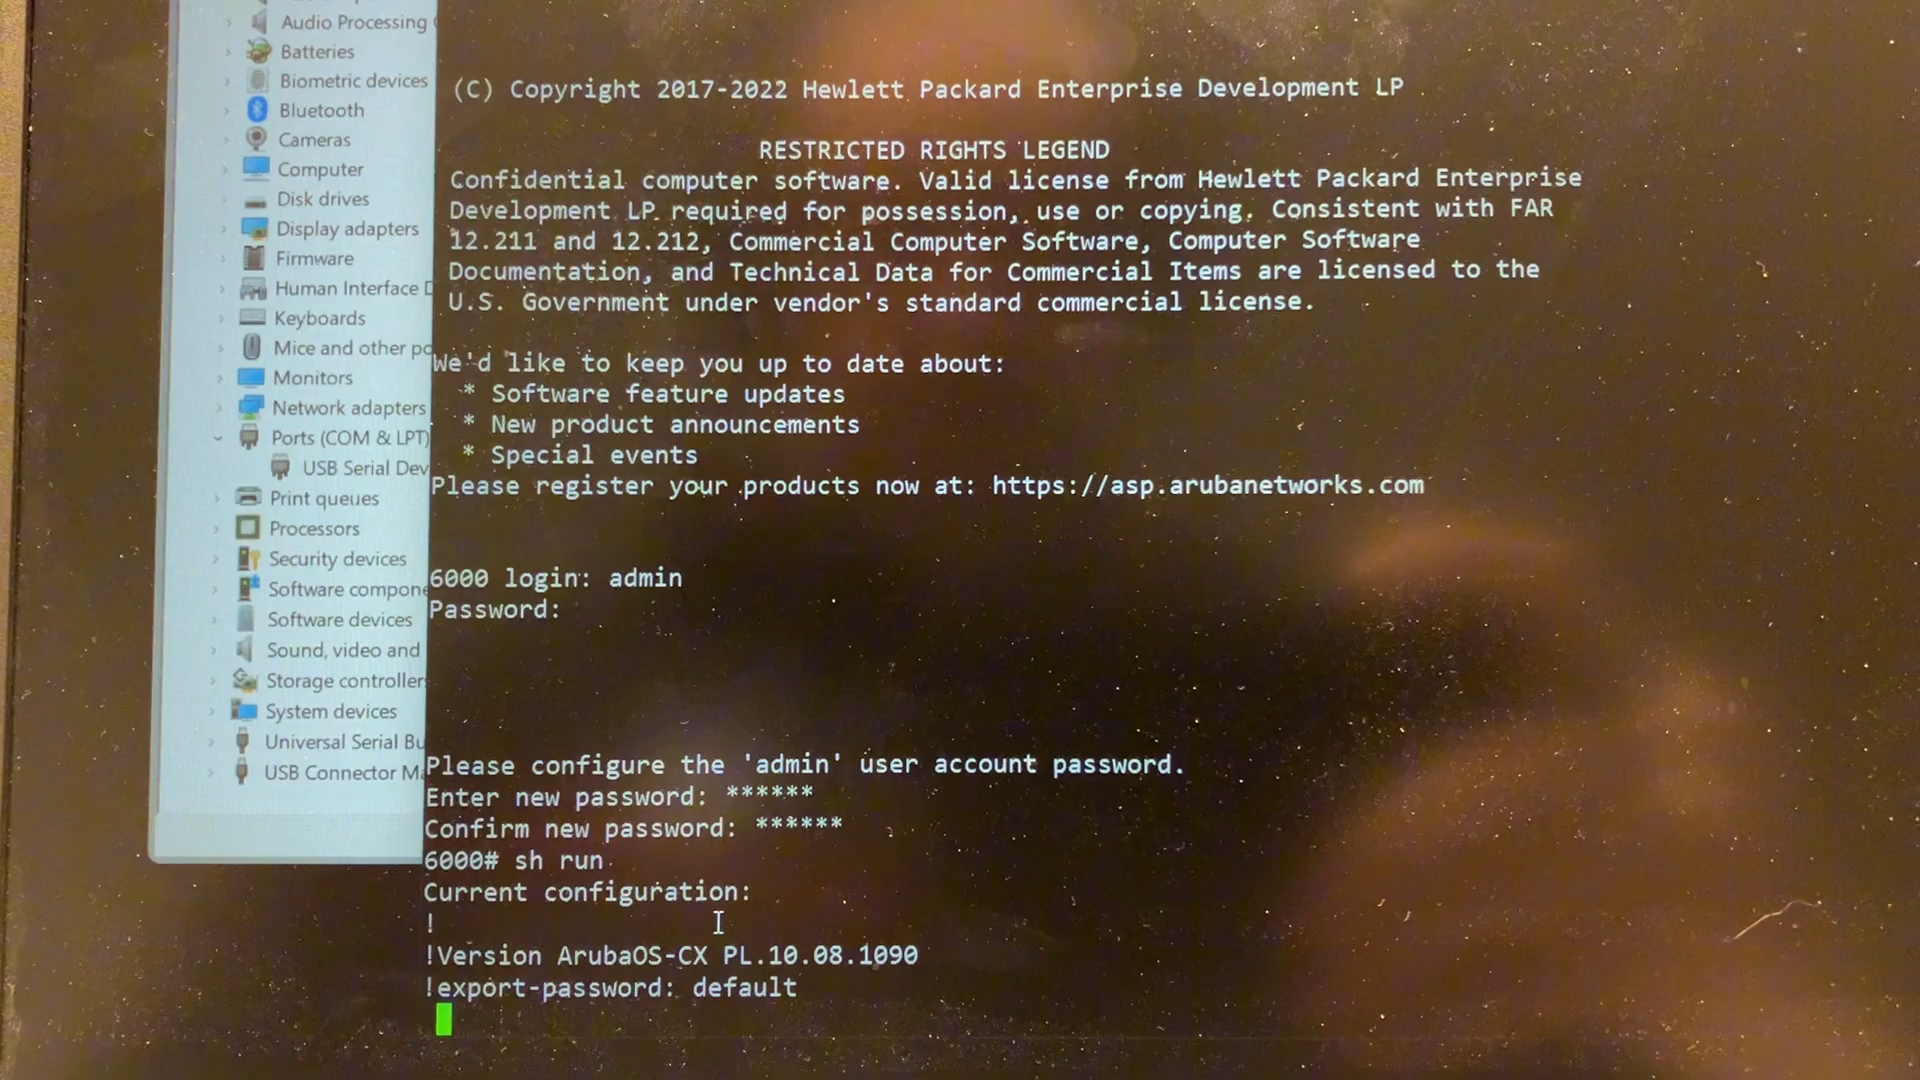 Audio Processing
Batteries
Biometric devices
Bluetooth
Cameras
Computer
Disk drives
Display adapters
Firmware
Human Interface
Keyboards
Mice and other
Monitors
Network adapters
Ports (COM & LPT)
USB Serial Dev
Print queues
Processors
Security devices
Software compone
Software devices
Sound, video and
Storage controller
System devices
Universal Serial Bu
USB Connector Ma
(C) Copyright 2017-2022 Hewlett Packard Enterprise Development LP
RESTRICTED RIGHTS LEGEND
Confidential computer software. Valid license from Hewlett Packard Enterprise
Development LP required for possession, use or copying. Consistent with FAR
12.211 and 12.212, Commercial Computer Software, Computer Software
Documentation, and Technical Data for Commercial Items are licensed to the
U.S. Government under vendor's standard commercial license.
We'd like to keep you up to date about:
* Software feature updates
* New product announcements
* Special events
Please register your products now at: https://asp.arubanetworks.com
6000 login: admin
Password:
Please configure the 'admin' user account password.
Enter new password: ******
Confirm new password: ******
6000# sh run
Current configuration:
!
!Version ArubaOS-CX PL.10.08.1090
!export-password: default